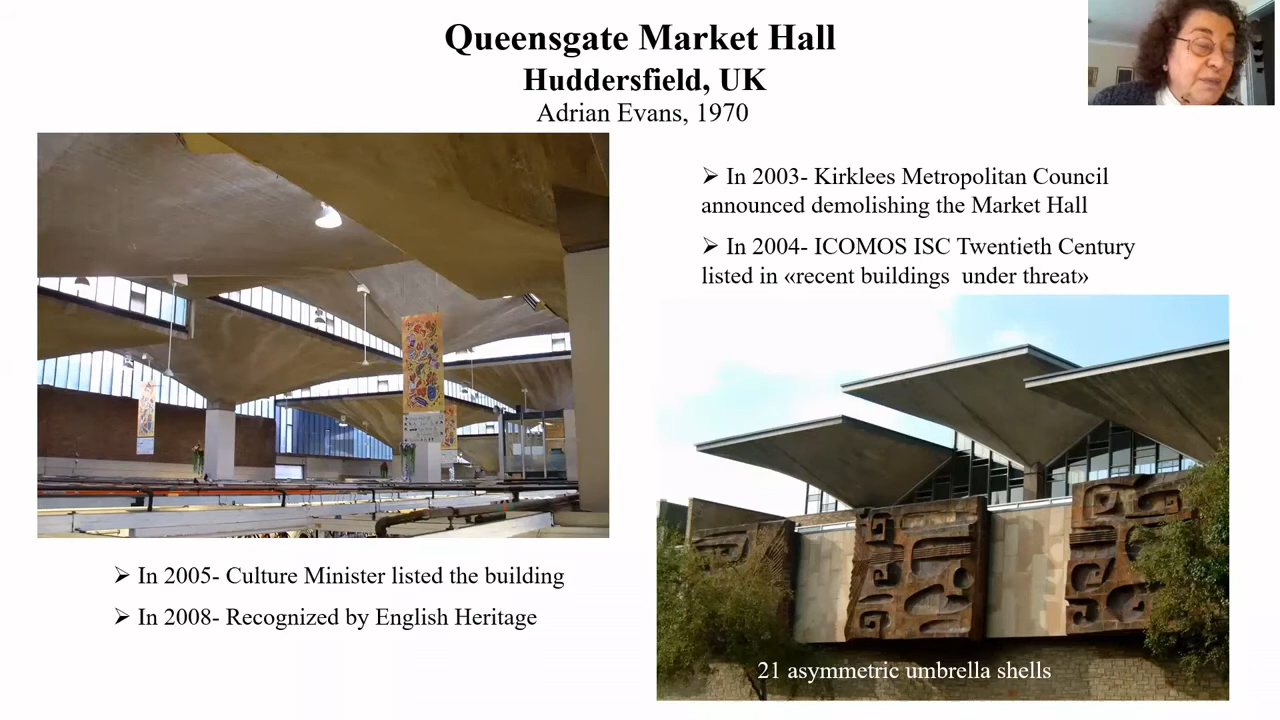 Queensgate Market Hall
Huddersfield, UK
Adrian Evans, 1970
➢ In 2003- Kirklees Metropolitan Council
announced demolishing the Market Hall
➢ In 2004- ICOMOS ISC Twentieth Century
listed in «recent buildings under threat»
➢ In 2005- Culture Minister listed the building
➢ In 2008- Recognized by English Heritage
21 asymmetric umbrella shells